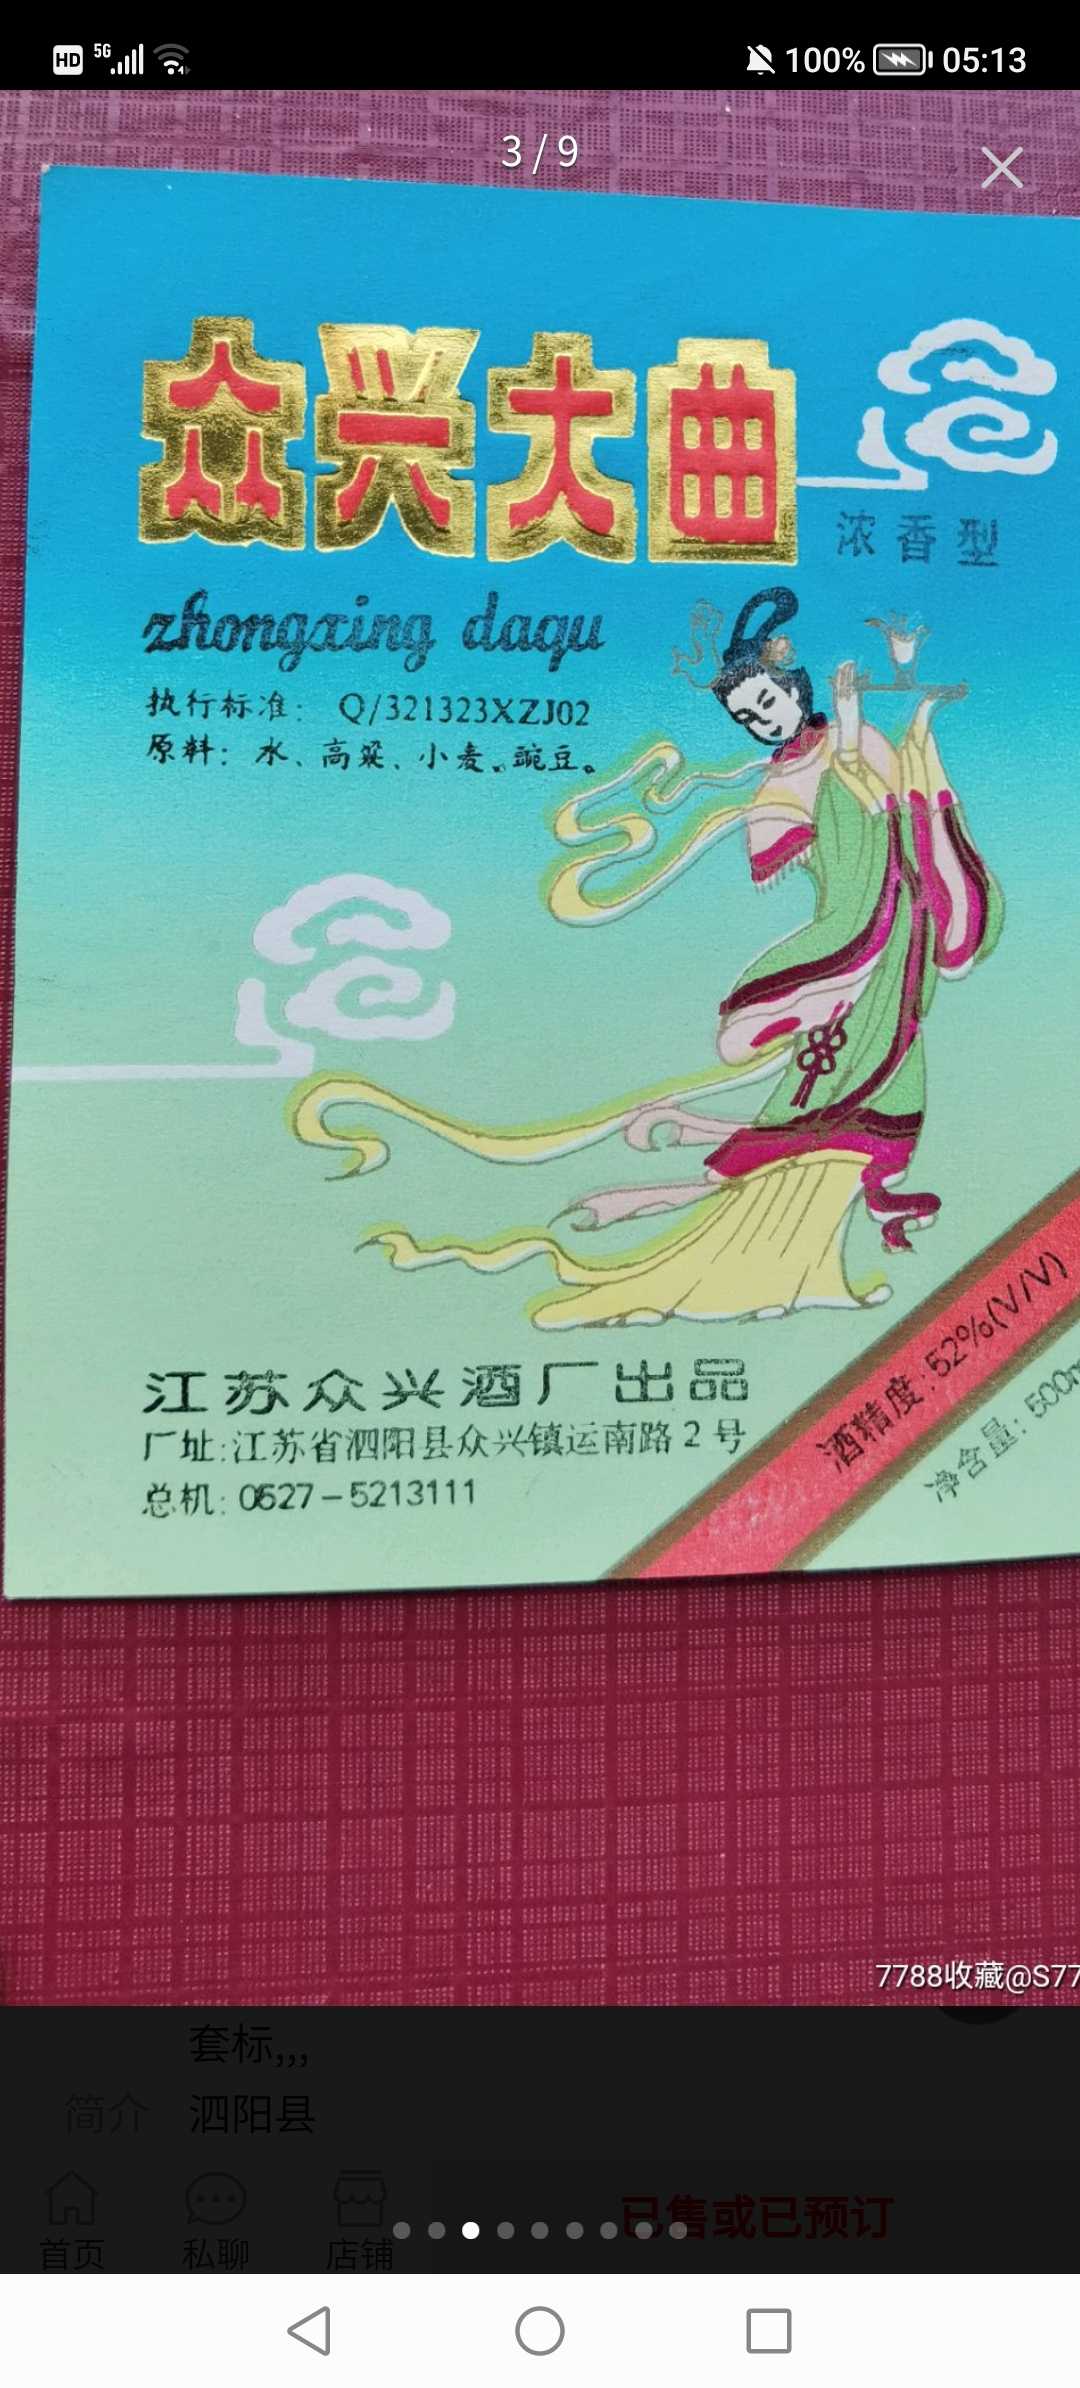 HD 5G 100% 05:13
3 / 9
众兴大曲
浓香型
zhongxing daqu
执行标准： Q/321323XZJ02
原料：水、高粱、小麦、豌豆。
酒精度：52%(V/V)
净含量：500m
江苏众兴酒厂出品
厂址:江苏省泗阳县众兴镇运南路2号
总机: 0527-5213111
7788收藏@S77
套标,,,
简介 泗阳县
已售或已预订
首页 私聊 店铺